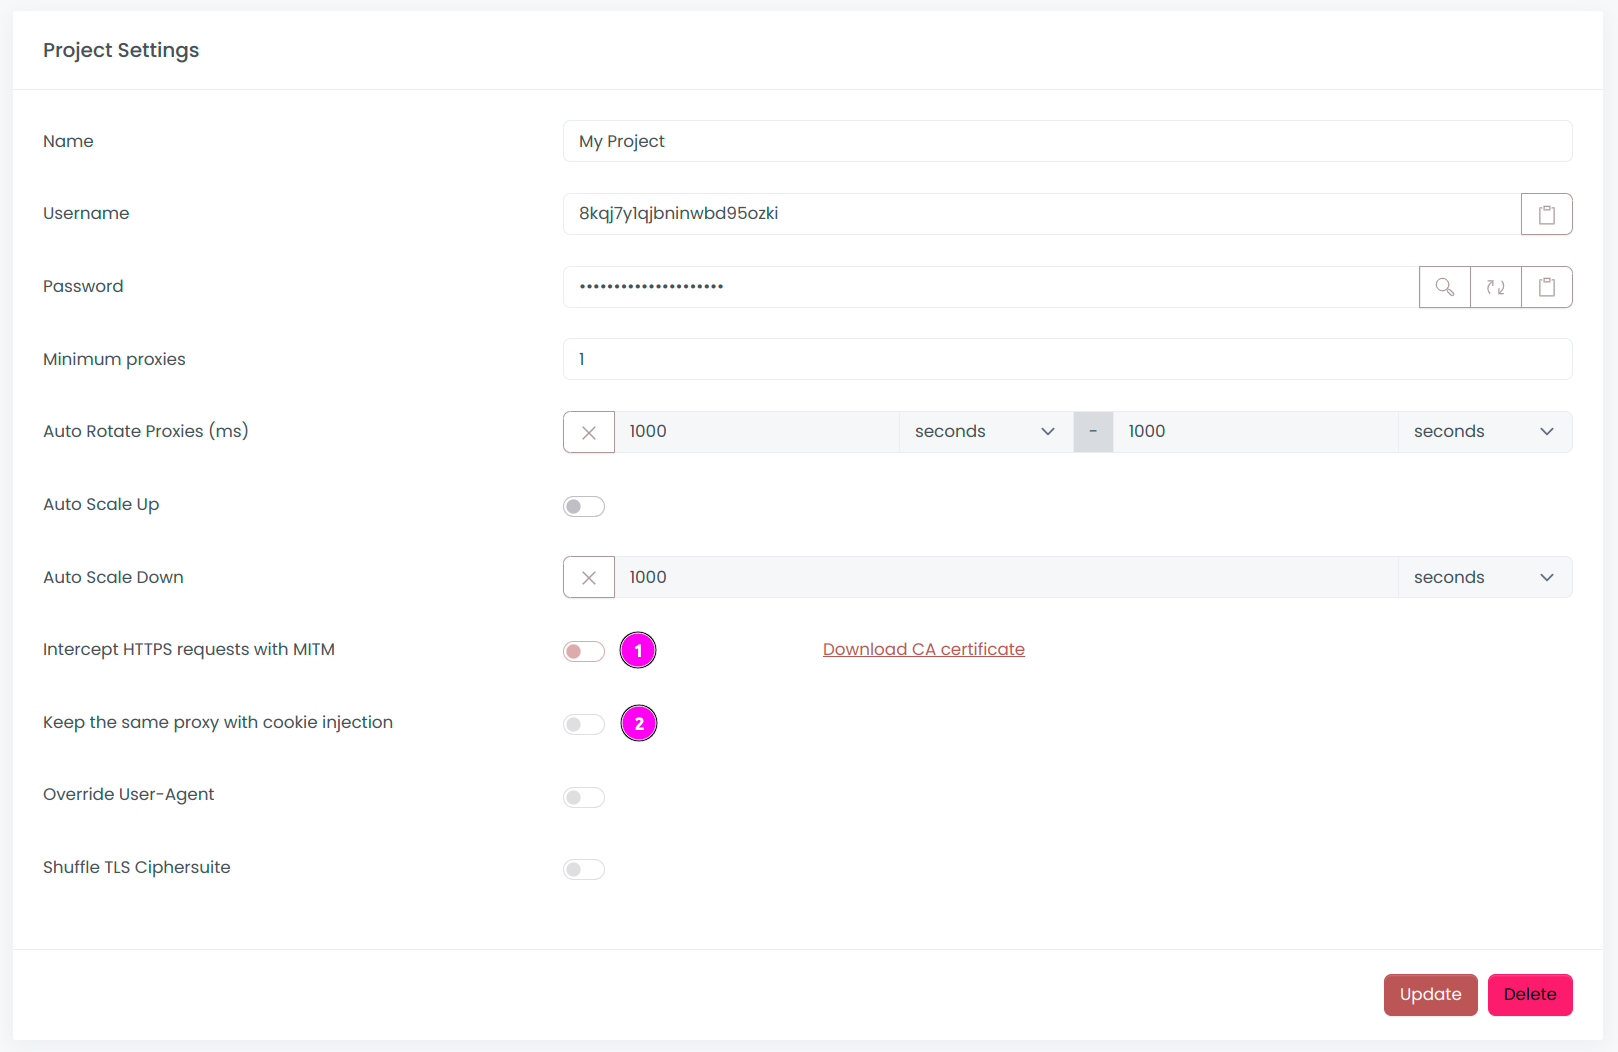 Project Settings
Name
My Project
Username
8kqj7y1qjbninwbd95ozki
Password
•••••••••••••••••••••
Minimum proxies
1
Auto Rotate Proxies (ms)
1000 seconds - 1000 seconds
Auto Scale Up
Auto Scale Down
1000 seconds
Intercept HTTPS requests with MITM
1
Download CA certificate
Keep the same proxy with cookie injection
2
Override User-Agent
Shuffle TLS Ciphersuite
Update Delete